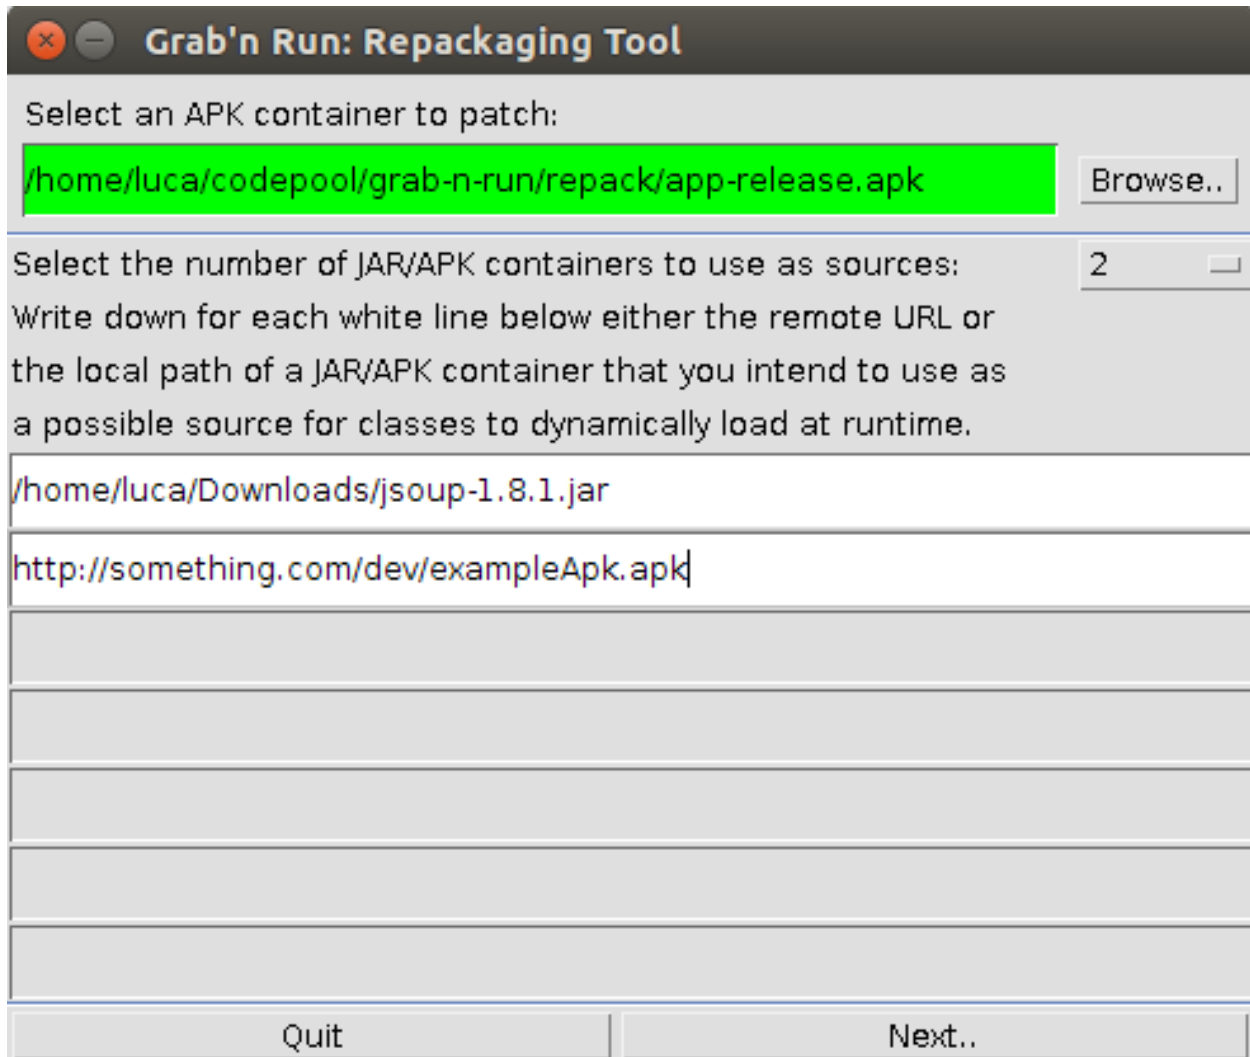 Grab'n Run: Repackaging Tool
Select an APK container to patch:
/home/luca/codepool/grab-n-run/repack/app-release.apk
Browse..
Select the number of JAR/APK containers to use as sources:
2
Write down for each white line below either the remote URL or
the local path of a JAR/APK container that you intend to use as
a possible source for classes to dynamically load at runtime.
/home/luca/Downloads/jsoup-1.8.1.jar
http://something.com/dev/exampleApk.apk
Quit
Next..